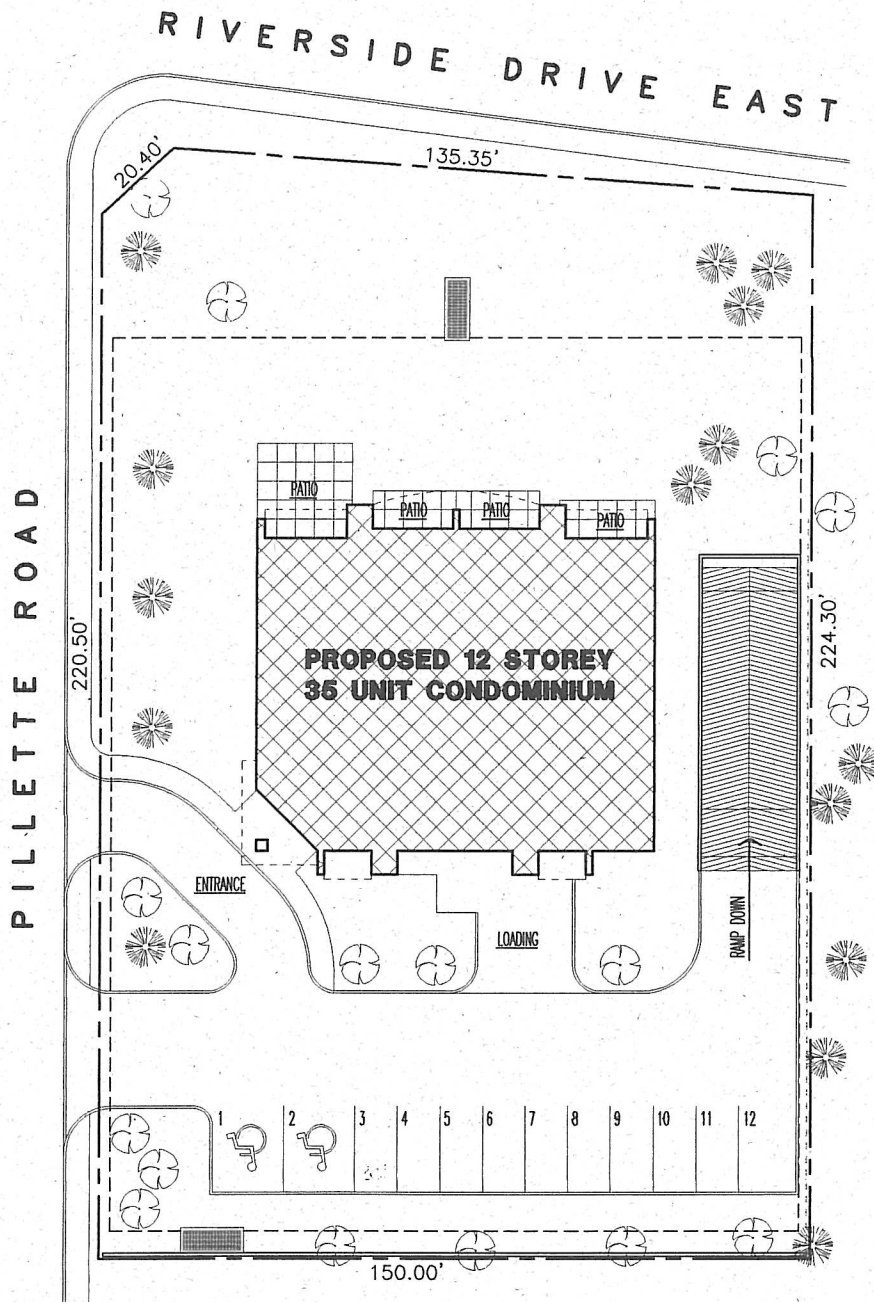 RIVERSIDE DRIVE EAST
20.40'
135.35'
PATIO
PATIO
PATIO
PATIO
PILLETTE ROAD
220.50'
224.30'
PROPOSED 12 STOREY
35 UNIT CONDOMINIUM
ENTRANCE
LOADING
RAMP DOWN
1 2 3 4 5 6 7 8 9 10 11 12
150.00'